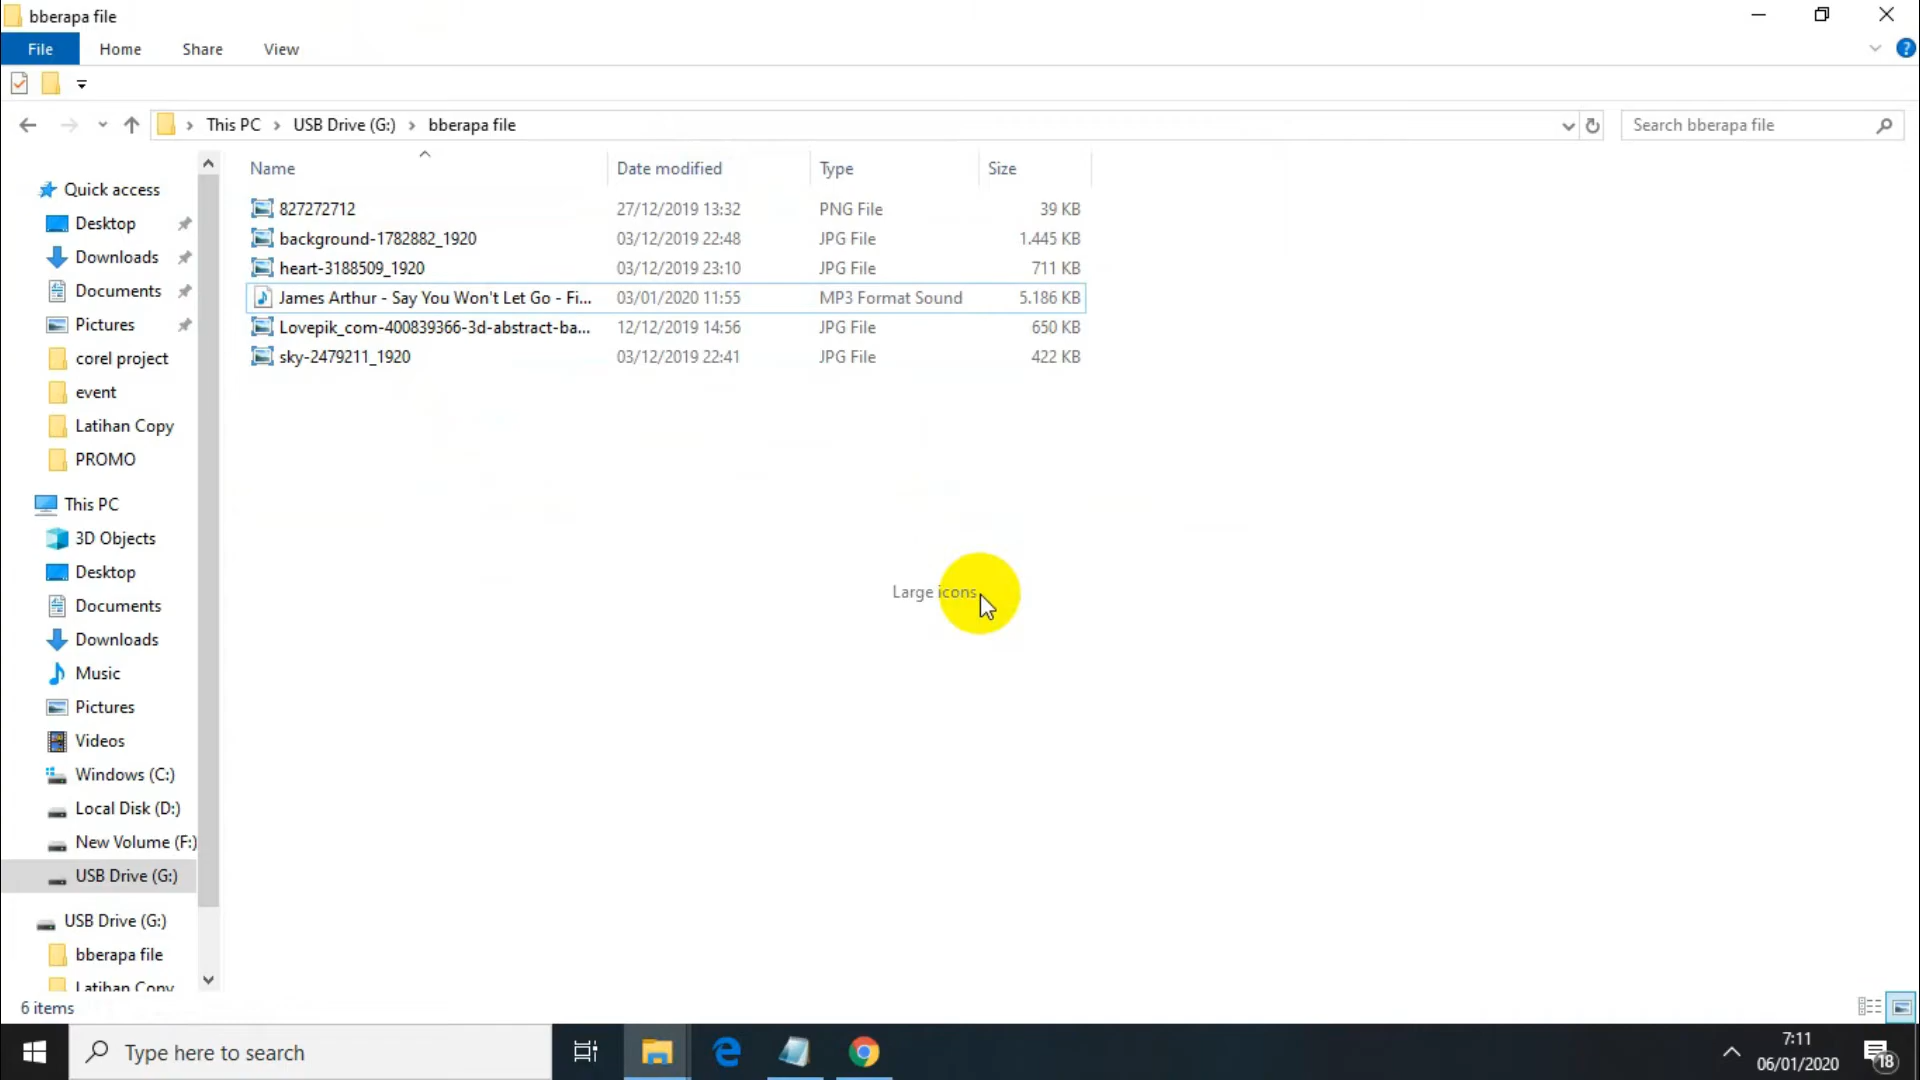 bberapa file
File Home Share View
This PC > USB Drive (G:) > bberapa file
Search bberapa file
Name Date modified Type Size
827272712 27/12/2019 13:32 PNG File 39 KB
background-1782882_1920 03/12/2019 22:48 JPG File 1.445 KB
heart-3188509_1920 03/12/2019 23:10 JPG File 711 KB
James Arthur - Say You Won't Let Go - Fi... 03/01/2020 11:55 MP3 Format Sound 5.186 KB
Lovepik_com-400839366-3d-abstract-ba... 12/12/2019 14:56 JPG File 650 KB
sky-2479211_1920 03/12/2019 22:41 JPG File 422 KB
Large icons
Quick access
Desktop
Downloads
Documents
Pictures
corel project
event
Latihan Copy
PROMO
This PC
3D Objects
Desktop
Documents
Downloads
Music
Pictures
Videos
Windows (C:)
Local Disk (D:)
New Volume (F:)
USB Drive (G:)
USB Drive (G:)
bberapa file
Latihan Copy
6 items
Type here to search
7:11
06/01/2020
18